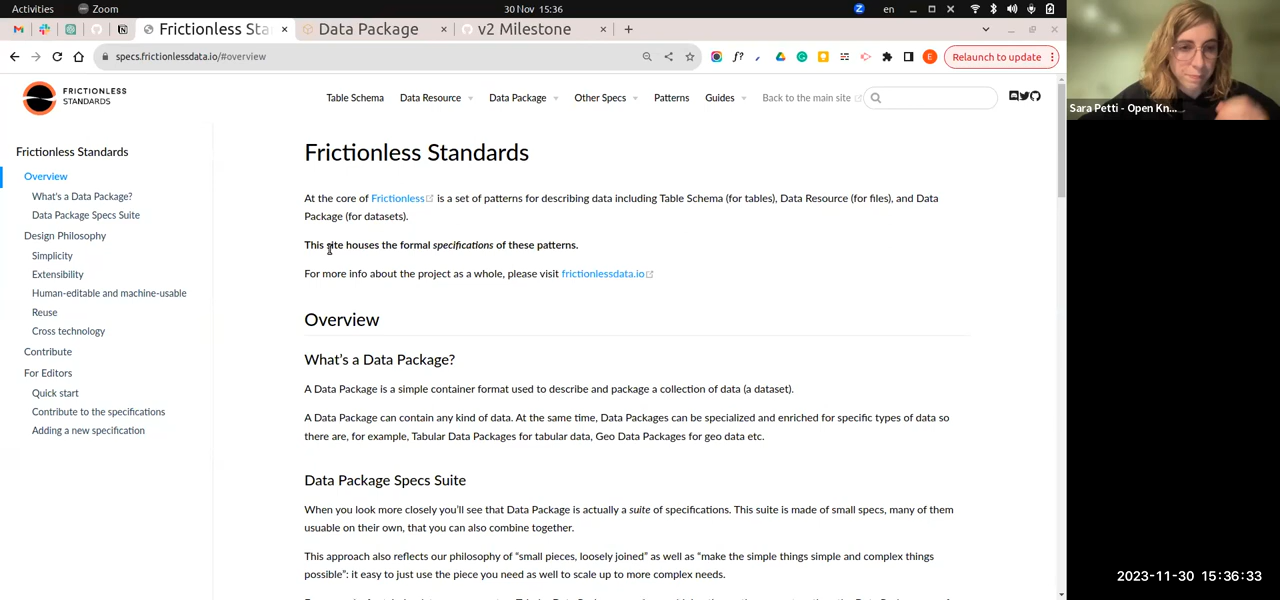 Activities Zoom 30 Nov 15:36 en
Frictionless Sta Data Package v2 Milestone
specs.frictionlessdata.io/#overview Relaunch to update
FRICTIONLESS
STANDARDS
Table Schema Data Resource Data Package Other Specs Patterns Guides Back to the main site
Sara Petti - Open Kn...
Frictionless Standards
Overview
What's a Data Package?
Data Package Specs Suite
Design Philosophy
Simplicity
Extensibility
Human-editable and machine-usable
Reuse
Cross technology
Contribute
For Editors
Quick start
Contribute to the specifications
Adding a new specification
Frictionless Standards
At the core of Frictionless is a set of patterns for describing data including Table Schema (for tables), Data Resource (for files), and Data
Package (for datasets).
This site houses the formal specifications of these patterns.
For more info about the project as a whole, please visit frictionlessdata.io
Overview
What's a Data Package?
A Data Package is a simple container format used to describe and package a collection of data (a dataset).
A Data Package can contain any kind of data. At the same time, Data Packages can be specialized and enriched for specific types of data so
there are, for example, Tabular Data Packages for tabular data, Geo Data Packages for geo data etc.
Data Package Specs Suite
When you look more closely you'll see that Data Package is actually a suite of specifications. This suite is made of small specs, many of them
usuable on their own, that you can also combine together.
This approach also reflects our philosophy of "small pieces, loosely joined" as well as "make the simple things simple and complex things
possible": it easy to just use the piece you need as well to scale up to more complex needs.
2023-11-30 15:36:33